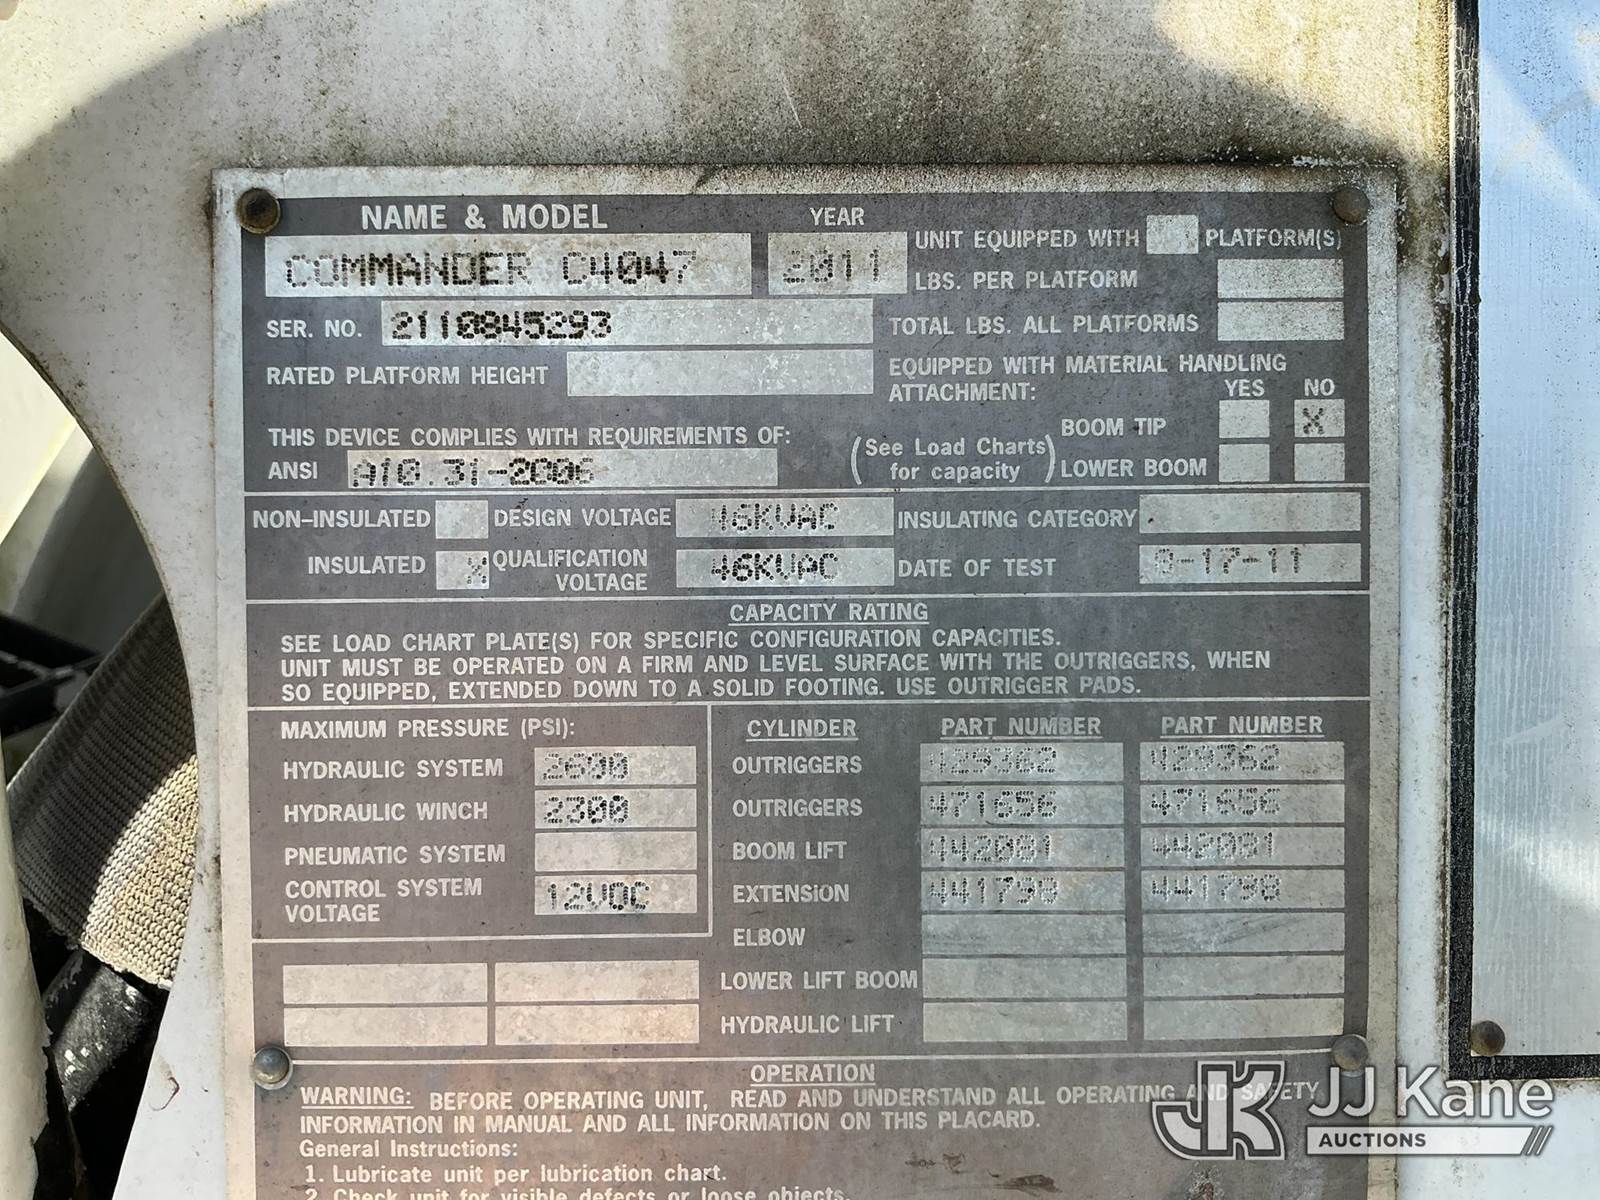 NAME & MODEL
YEAR
COMMANDER C4047
2011
UNIT EQUIPPED WITH PLATFORM(S)
LBS. PER PLATFORM
SER. NO. 2110845293
TOTAL LBS. ALL PLATFORMS
RATED PLATFORM HEIGHT
EQUIPPED WITH MATERIAL HANDLING
ATTACHMENT:
YES NO
THIS DEVICE COMPLIES WITH REQUIREMENTS OF:
ANSI A10.31-2006
(See Load Charts
for capacity)
BOOM TIP X
LOWER BOOM
NON-INSULATED
DESIGN VOLTAGE 46KVAC
INSULATING CATEGORY
INSULATED X
QUALIFICATION
VOLTAGE 46KVAC
DATE OF TEST 8-17-11
CAPACITY RATING
SEE LOAD CHART PLATE(S) FOR SPECIFIC CONFIGURATION CAPACITIES.
UNIT MUST BE OPERATED ON A FIRM AND LEVEL SURFACE WITH THE OUTRIGGERS, WHEN
SO EQUIPPED, EXTENDED DOWN TO A SOLID FOOTING. USE OUTRIGGER PADS.
MAXIMUM PRESSURE (PSI):
HYDRAULIC SYSTEM 2600
HYDRAULIC WINCH 2300
PNEUMATIC SYSTEM
CONTROL SYSTEM
VOLTAGE 12VDC
CYLINDER PART NUMBER PART NUMBER
OUTRIGGERS 429362 429362
OUTRIGGERS 471656 471656
BOOM LIFT 442081 442081
EXTENSION 441798 441798
ELBOW
LOWER LIFT BOOM
HYDRAULIC LIFT
OPERATION
WARNING: BEFORE OPERATING UNIT, READ AND UNDERSTAND ALL OPERATING AND SAFETY
INFORMATION IN MANUAL AND ALL INFORMATION ON THIS PLACARD.
General Instructions:
1. Lubricate unit per lubrication chart.
2. Check unit for visible defects or loose objects.
JK JJ Kane
AUCTIONS